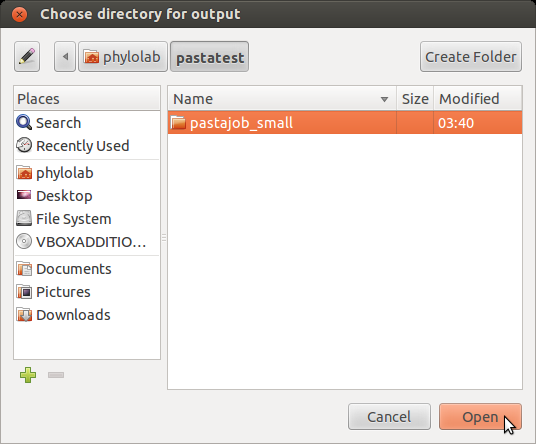 Choose directory for output
phylolab pastatest Create Folder
Places
Search
Recently Used
phylolab
Desktop
File System
VBOXADDITIO...
Documents
Pictures
Downloads
Name Size Modified
pastajob_small 03:40
Cancel Open